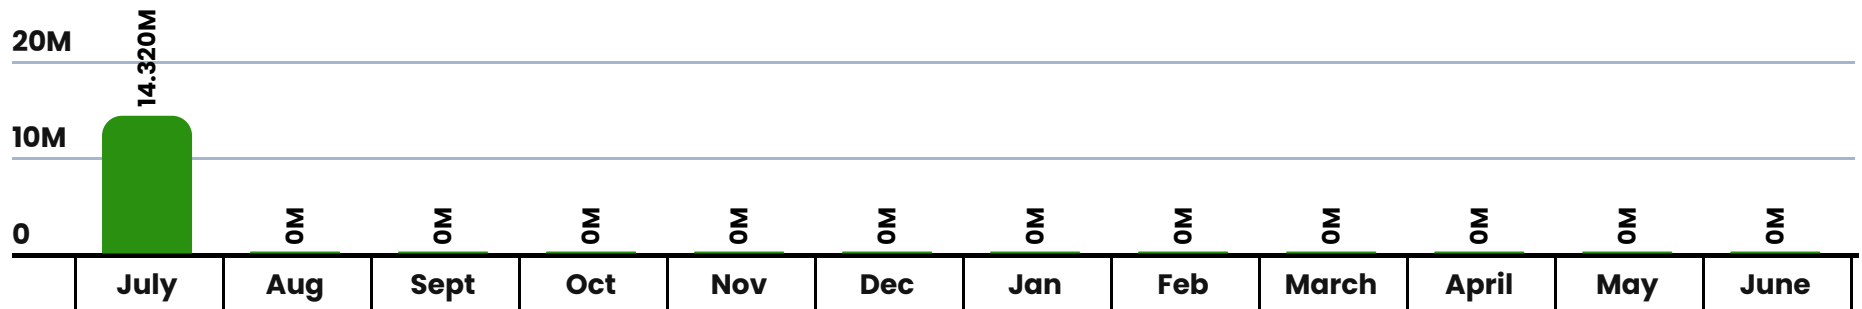 20M
14.320M
10M
0
0M 0M 0M 0M 0M 0M 0M 0M 0M 0M 0M
July Aug Sept Oct Nov Dec Jan Feb March April May June